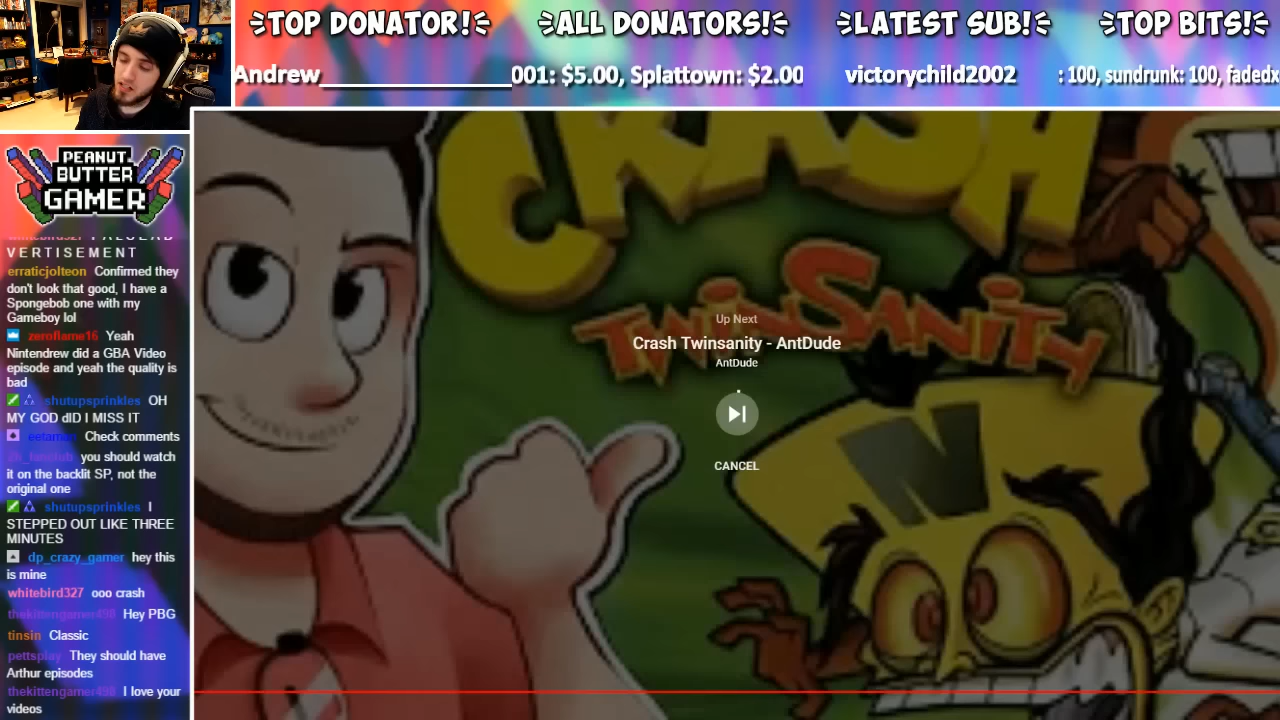 TOP DONATOR!
ALL DONATORS!
LATEST SUB!
TOP BITS!
Andrew______________
001: $5.00, Splattown: $2.00
victorychild2002
: 100, sundrunk: 100, fadedx
PEANUT
BUTTER
GAMER
VERTISEMENT
erraticjolteon Confirmed they
don't look that good, I have a
Spongebob one with my
Gameboy lol
zeroflame16 Yeah
Nintendrew did a GBA Video
episode and yeah the quality is
bad
shutupsprinkles OH
MY GOD dID I MISS IT
Check comments
you should watch
it on the backlit SP, not the
original one
shutupsprinkles I
STEPPED OUT LIKE THREE
MINUTES
dp_crazy_gamer hey this
is mine
whitebird327 ooo crash
thekittengamer498 Hey PBG
tinsin Classic
pettsplay They should have
Arthur episodes
thekittengamer498 I love your
videos
CRASH
TWINSANITY
Up Next
Crash Twinsanity - AntDude
AntDude
CANCEL
N